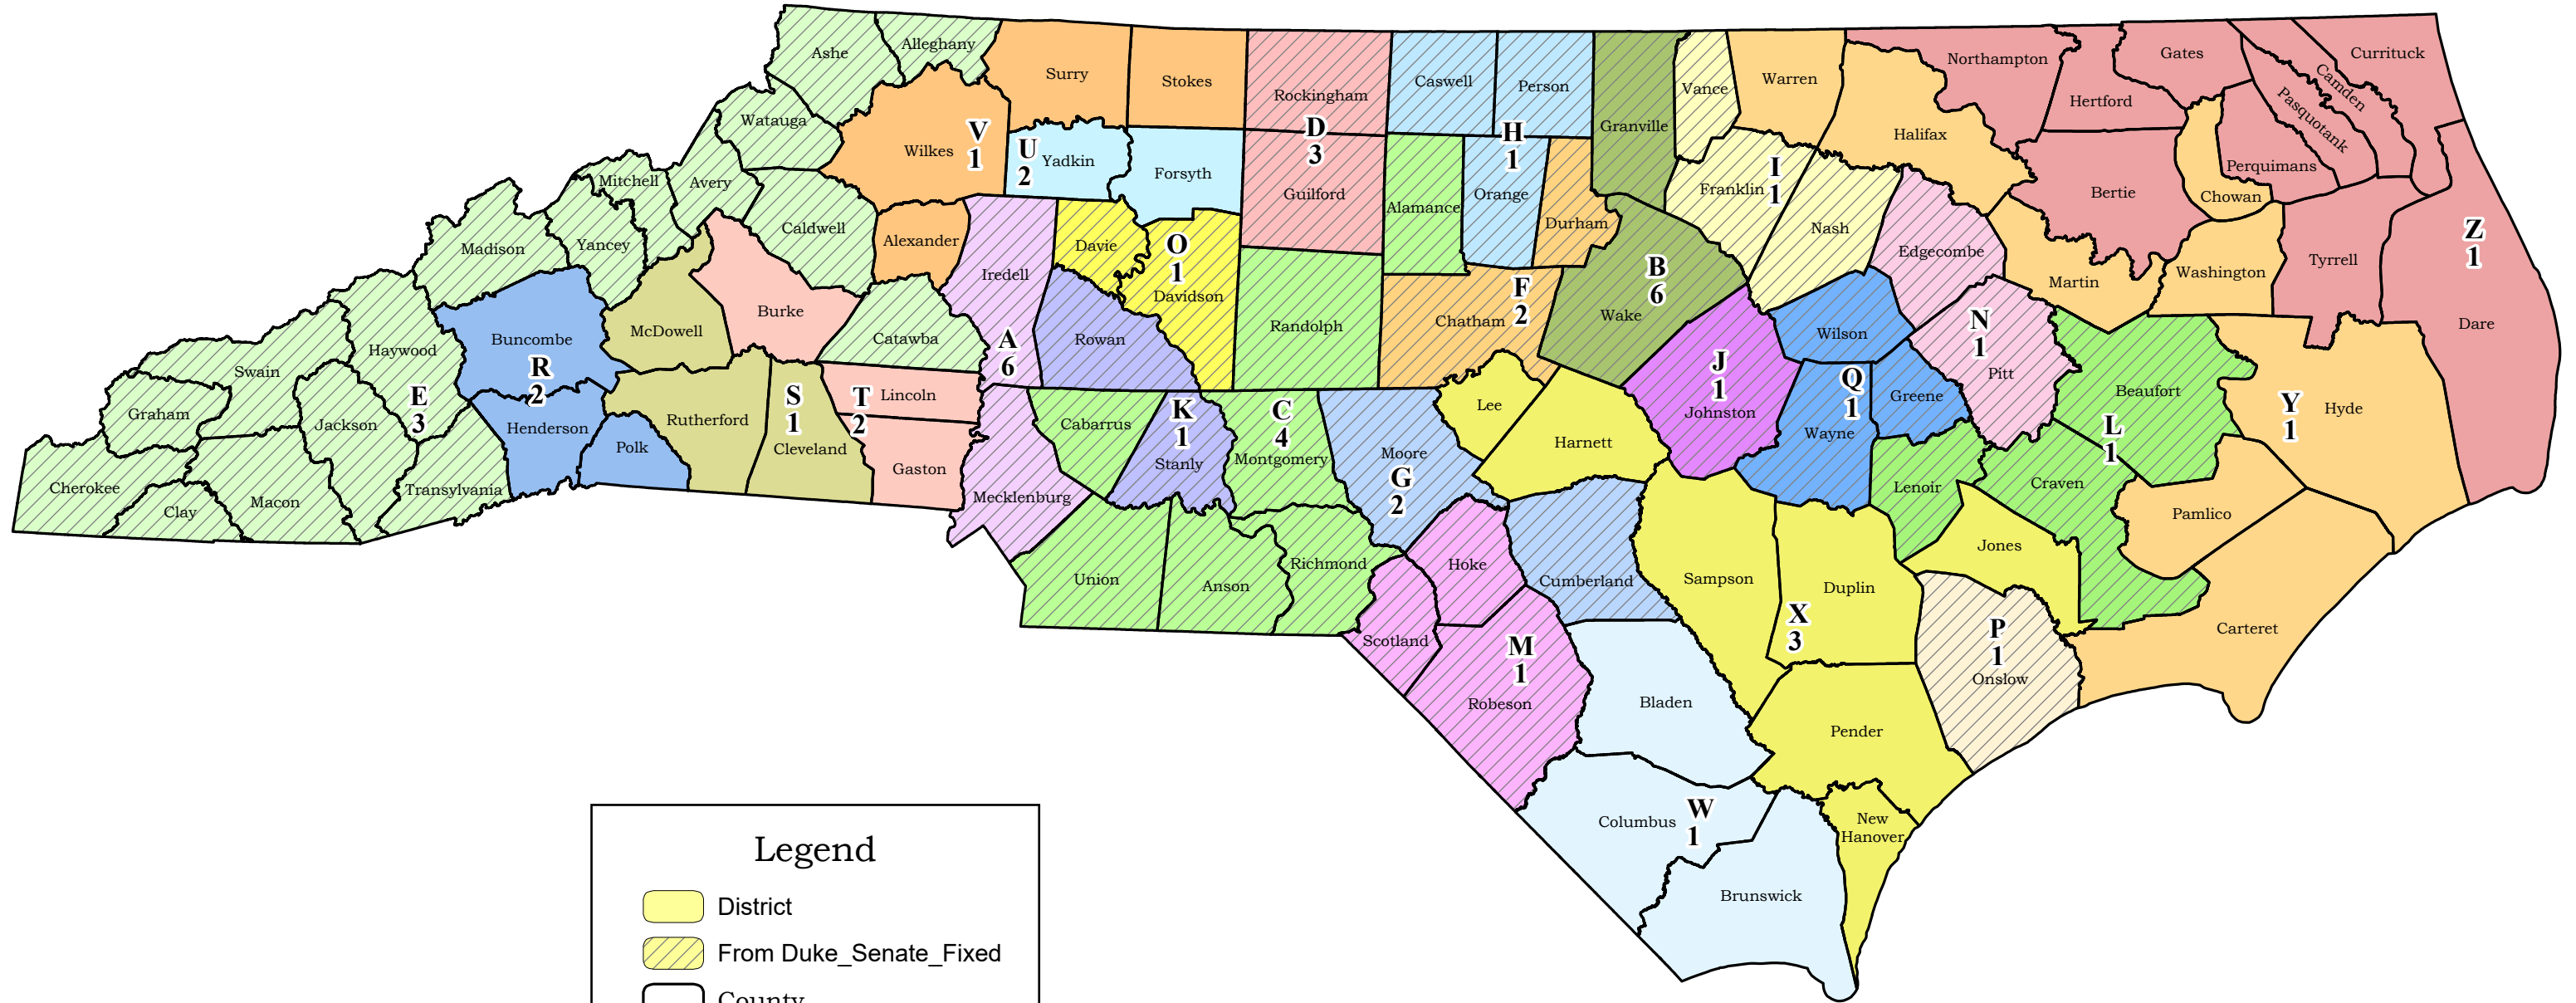 Ashe
Alleghany
Surry
Stokes
Rockingham
Caswell
Person
Granville
Vance
Warren
Northampton
Gates
Currituck
Camden
Pasquotank
Hertford
Halifax
Perquimans
Chowan
Bertie
Watauga
Wilkes
V
1
U
2
Yadkin
Forsyth
D
3
Guilford
H
1
Orange
Alamance
Durham
Franklin
I
1
Nash
Edgecombe
Martin
Washington
Tyrrell
Z
1
Dare
Mitchell
Avery
Caldwell
Alexander
Madison
Yancey
Iredell
Davie
O
1
Davidson
Randolph
Chatham
F
2
B
6
Wake
Wilson
N
1
Pitt
Beaufort
Y
1
Hyde
Burke
McDowell
Buncombe
R
2
Haywood
Swain
Catawba
A
6
Rowan
Graham
E
3
Jackson
Henderson
Polk
Rutherford
S
1
Cleveland
T
2
Lincoln
Gaston
Cabarrus
K
1
Stanly
C
4
Montgomery
Moore
G
2
Lee
Harnett
J
1
Johnston
Q
1
Wayne
Greene
L
1
Craven
Lenoir
Pamlico
Cherokee
Clay
Macon
Transylvania
Mecklenburg
Union
Anson
Richmond
Hoke
Scotland
Cumberland
Sampson
Duplin
X
3
Jones
P
1
Onslow
Carteret
M
1
Robeson
Bladen
Pender
Columbus
W
1
New
Hanover
Brunswick
Legend
District
From Duke_Senate_Fixed
County